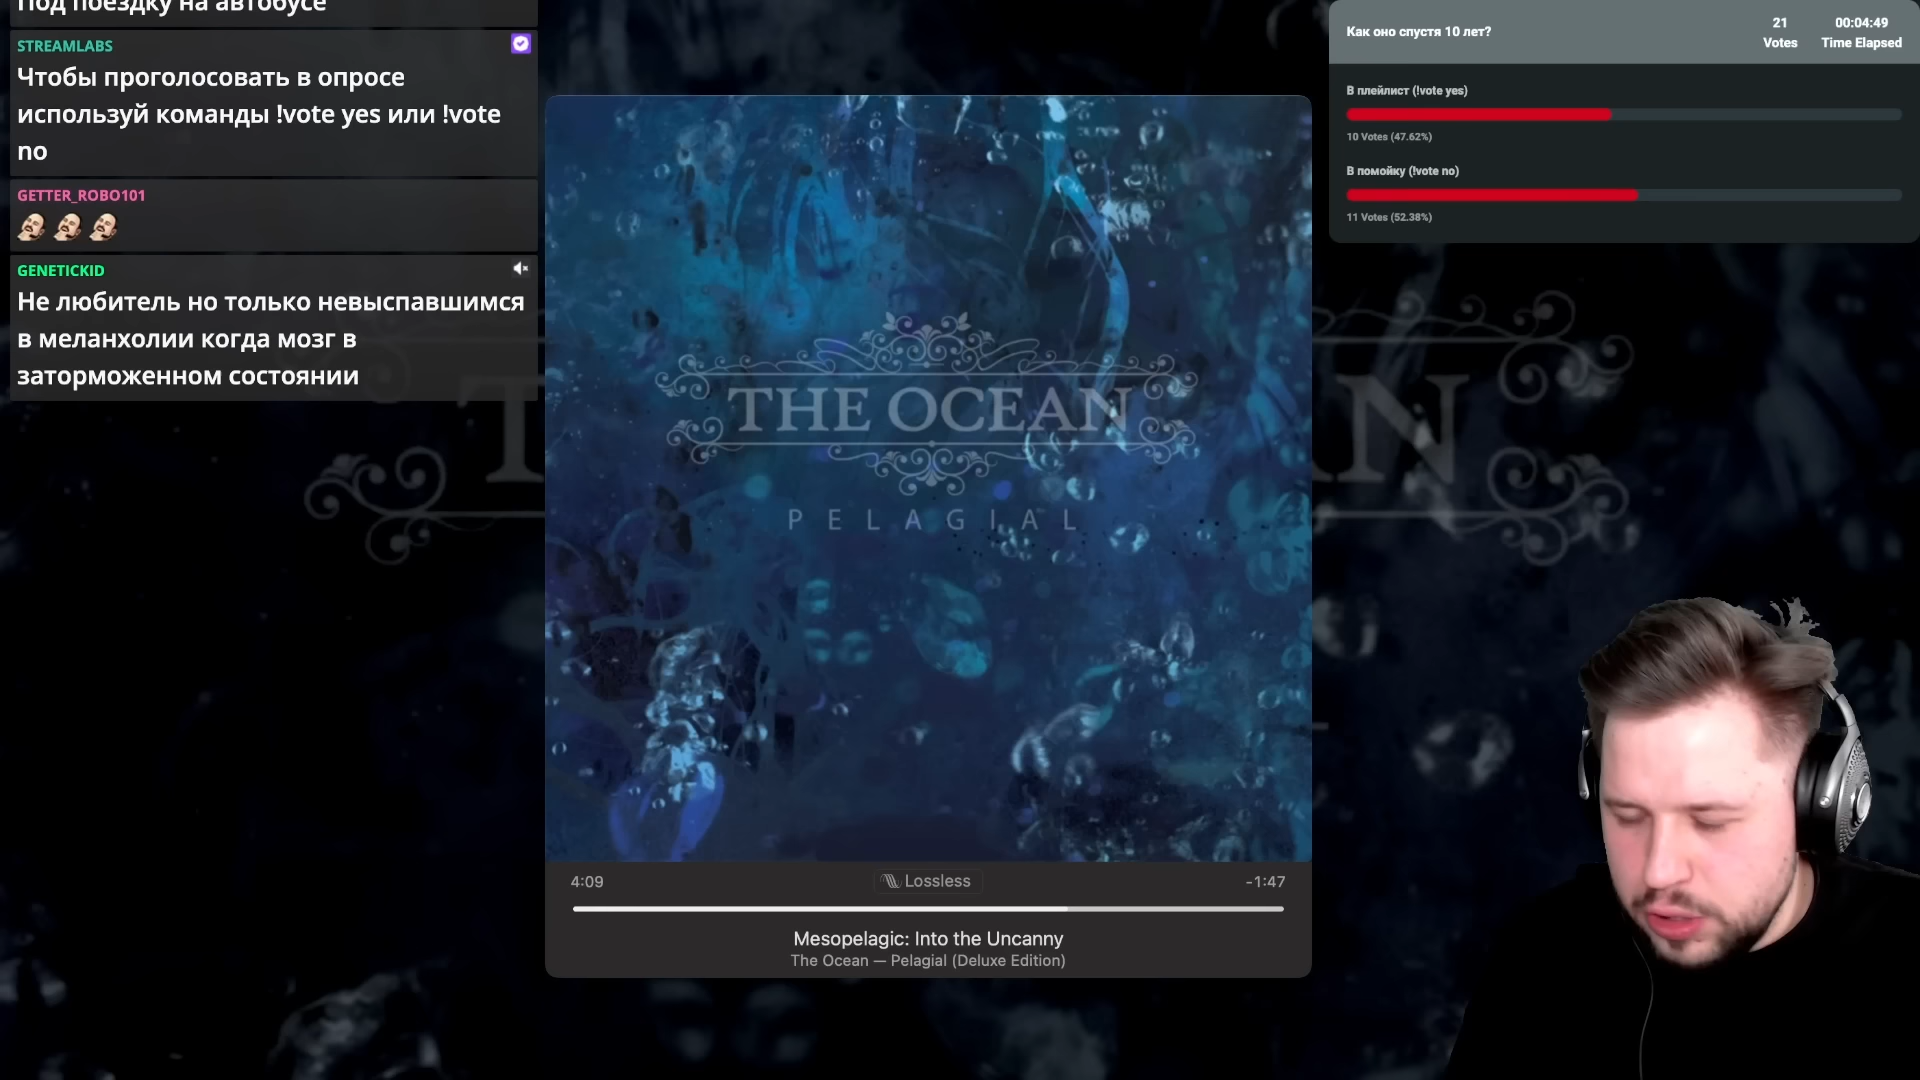 Под поездку на автобусе
STREAMLABS
Чтобы проголосовать в опросе
используй команды !vote yes или !vote
no
GETTER_ROBO101
GENETICKID
Не любитель но только невыспавшимся
в меланхолии когда мозг в
заторможенном состоянии
THE OCEAN
PELAGIAL
4:09
Lossless
-1:47
Mesopelagic: Into the Uncanny
The Ocean — Pelagial (Deluxe Edition)
Как оно спустя 10 лет?
21
Votes
00:04:49
Time Elapsed
В плейлист (!vote yes)
10 Votes (47.62%)
В помойку (!vote no)
11 Votes (52.38%)